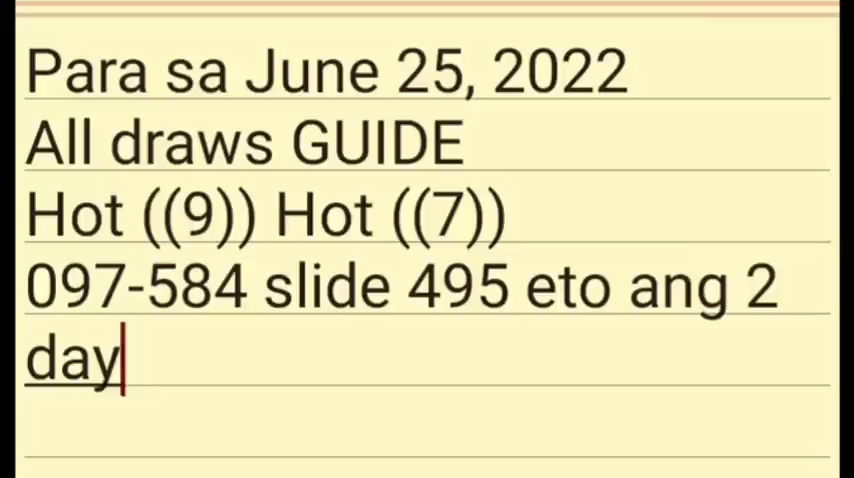 Para sa June 25, 2022
All draws GUIDE
Hot ((9)) Hot ((7))
097-584 slide 495 eto ang 2
day